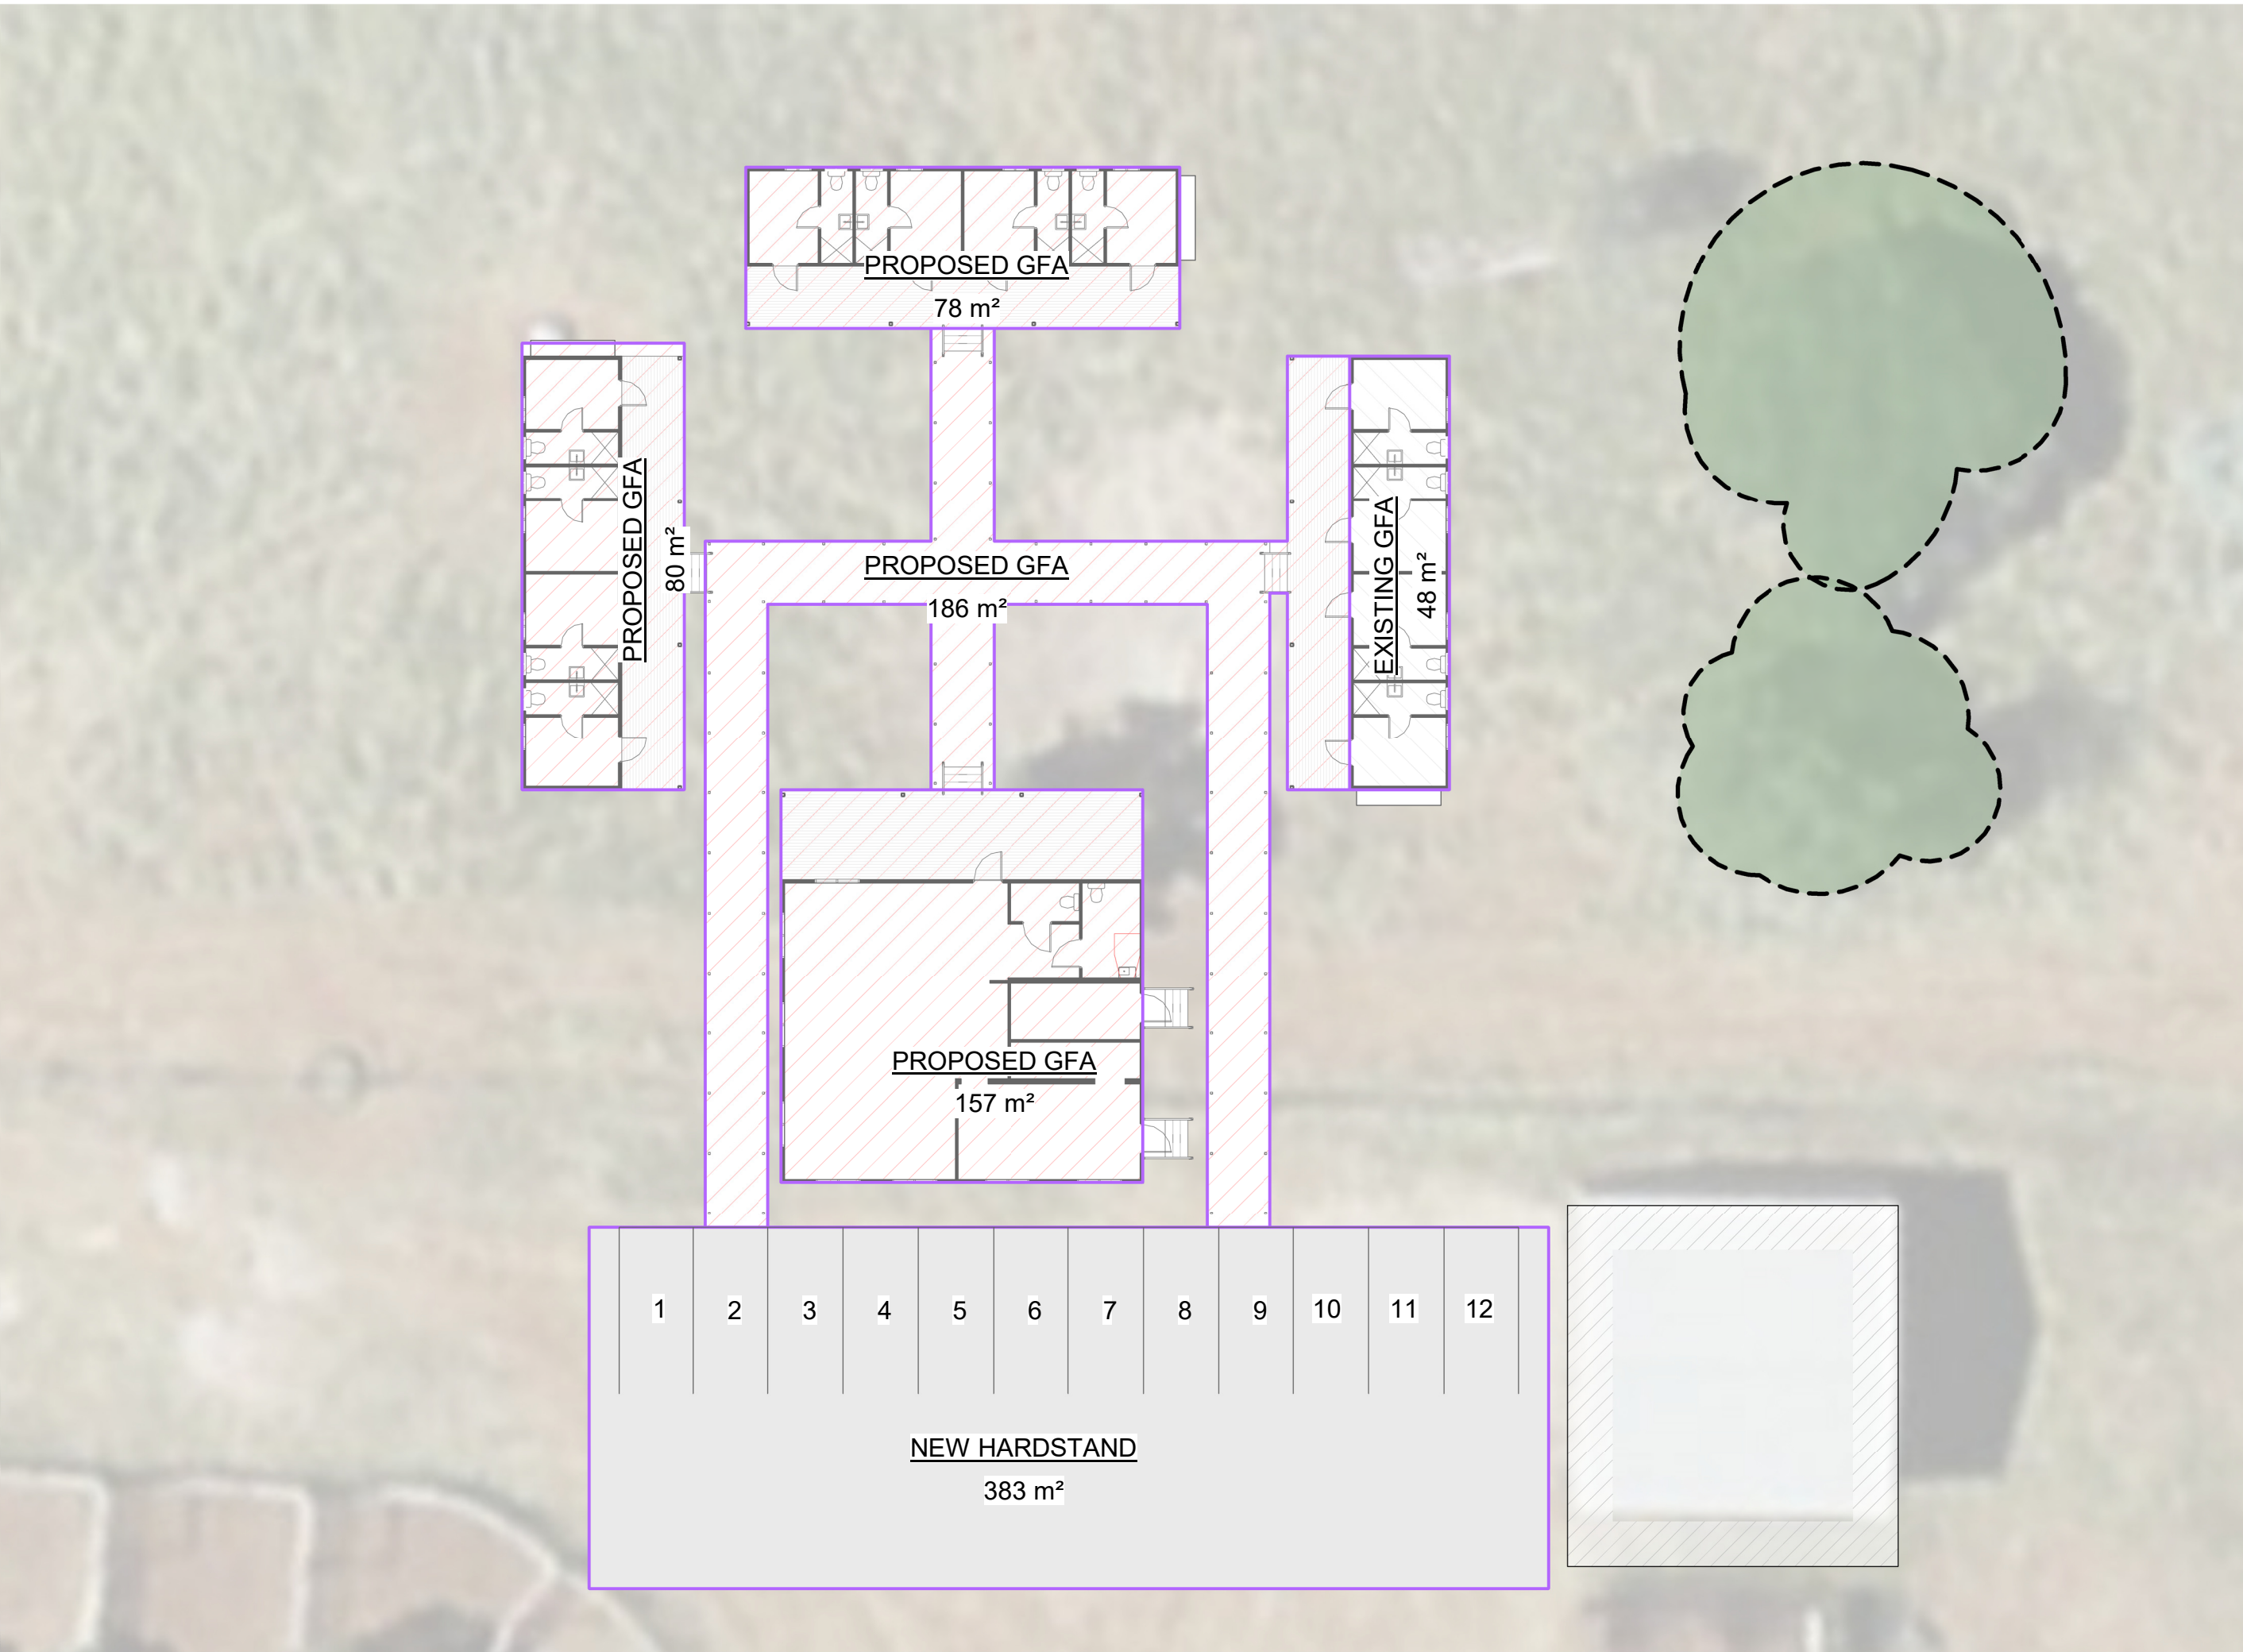 PROPOSED GFA
78 m²
PROPOSED GFA
80 m²
PROPOSED GFA
186 m²
EXISTING GFA
48 m²
PROPOSED GFA
157 m²
1 2 3 4 5 6 7 8 9 10 11 12
NEW HARDSTAND
383 m²